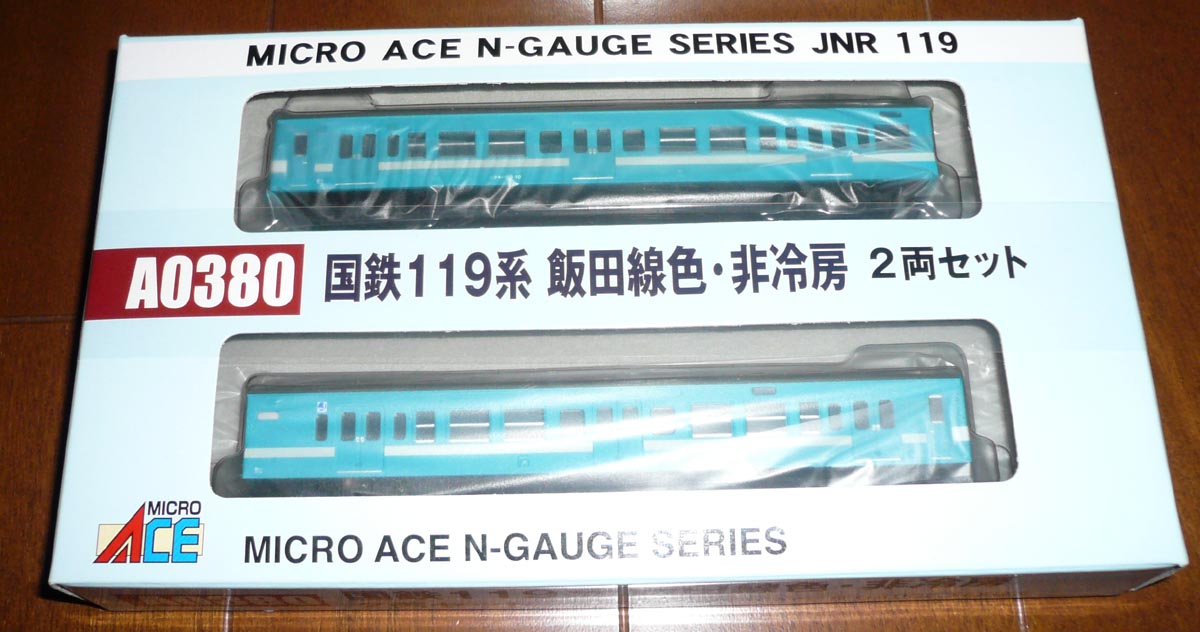 MICRO ACE N-GAUGE SERIES JNR 119
A0380 国鉄119系 飯田線色・非冷房 2両セット
MICRO ACE
MICRO ACE N-GAUGE SERIES